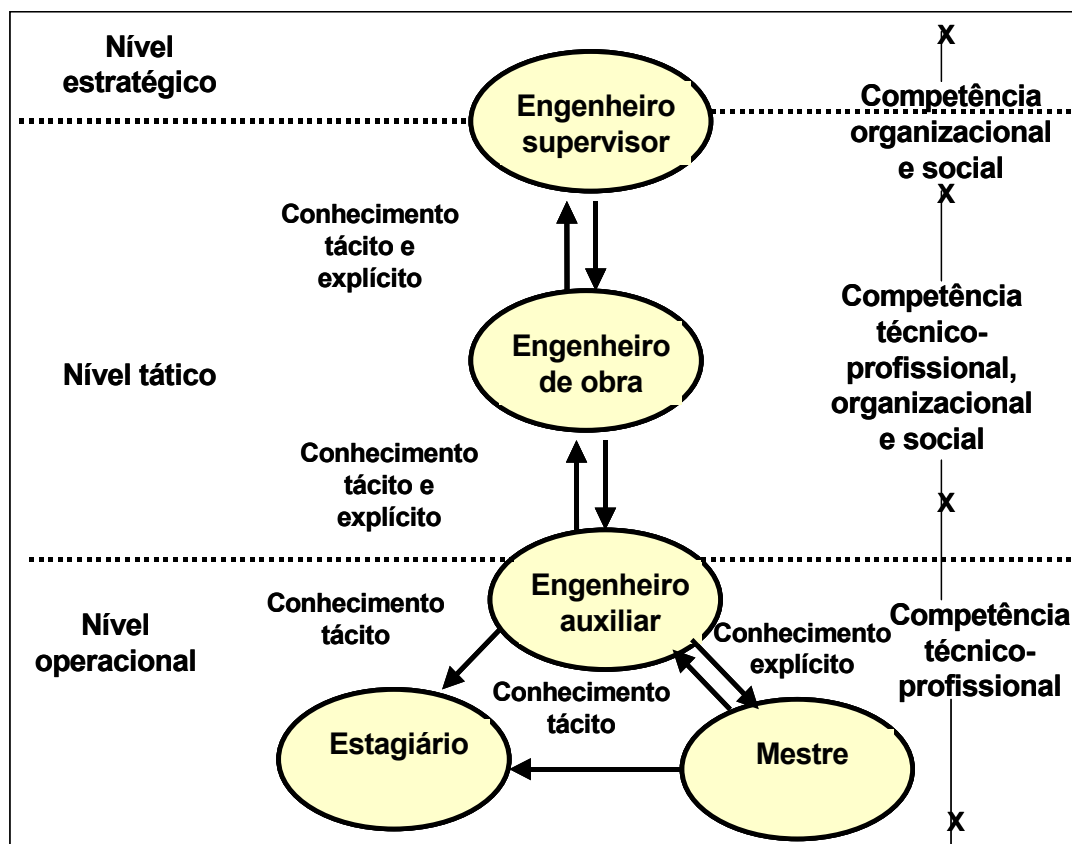 Nível
estratégico
Engenheiro
supervisor
X
Competência
organizacional
e social
X
Conhecimento
tácito e
explícito
Nível tático
Engenheiro
de obra
Competência
técnico-
profissional,
organizacional
e social
X
Conhecimento
tácito e
explícito
Nível
operacional
Conhecimento
tácito
Engenheiro
auxiliar
Conhecimento
explícito
Competência
técnico-
profissional
Conhecimento
tácito
Estagiário
Mestre
X